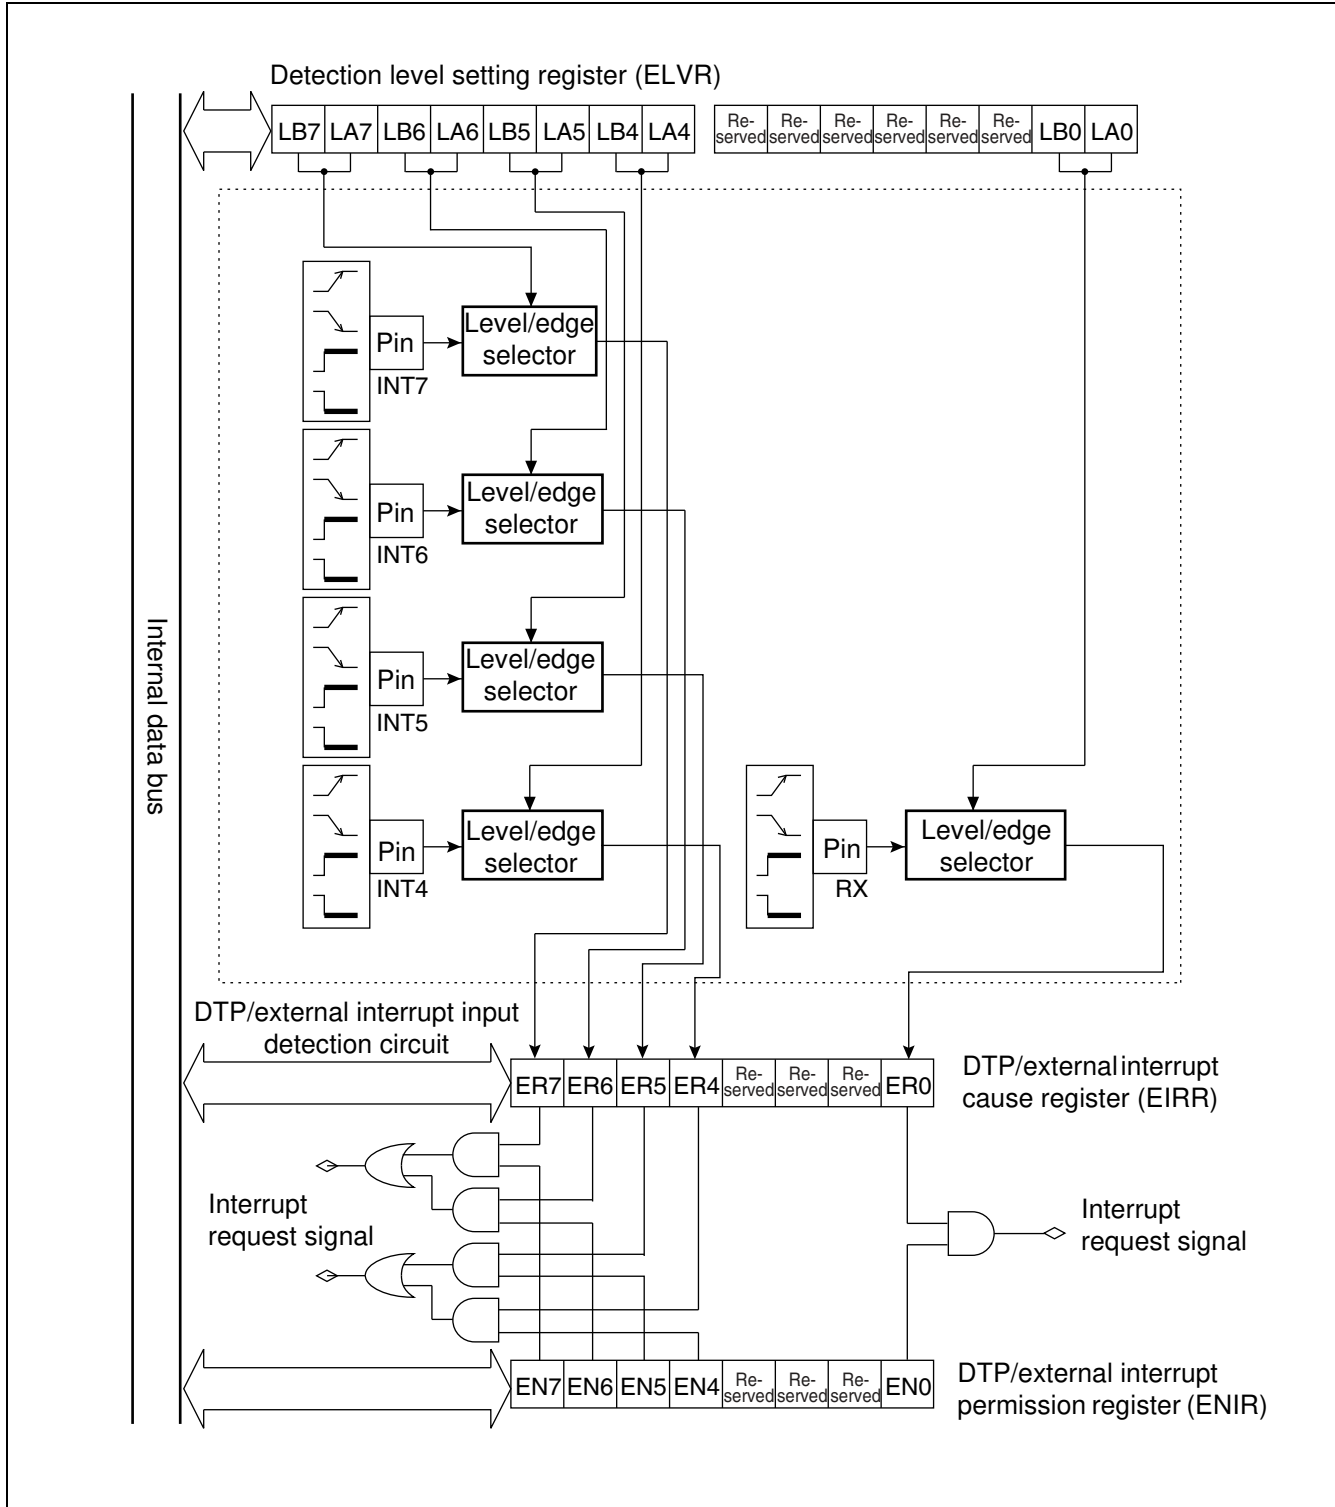 Detection level setting register (ELVR)
LB7 LA7 LB6 LA6 LB5 LA5 LB4 LA4 Re-served Re-served Re-served Re-served Re-served Re-served LB0 LA0
Level/edge
selector
Pin
INT7
Level/edge
selector
Pin
INT6
Level/edge
selector
Pin
INT5
Level/edge
selector
Pin
INT4
Level/edge
selector
Pin
RX
Internal data bus
DTP/external interrupt input
detection circuit
ER7 ER6 ER5 ER4 Re-served Re-served Re-served ER0
DTP/external interrupt
cause register (EIRR)
Interrupt
request signal
Interrupt
request signal
EN7 EN6 EN5 EN4 Re-served Re-served Re-served EN0
DTP/external interrupt
permission register (ENIR)